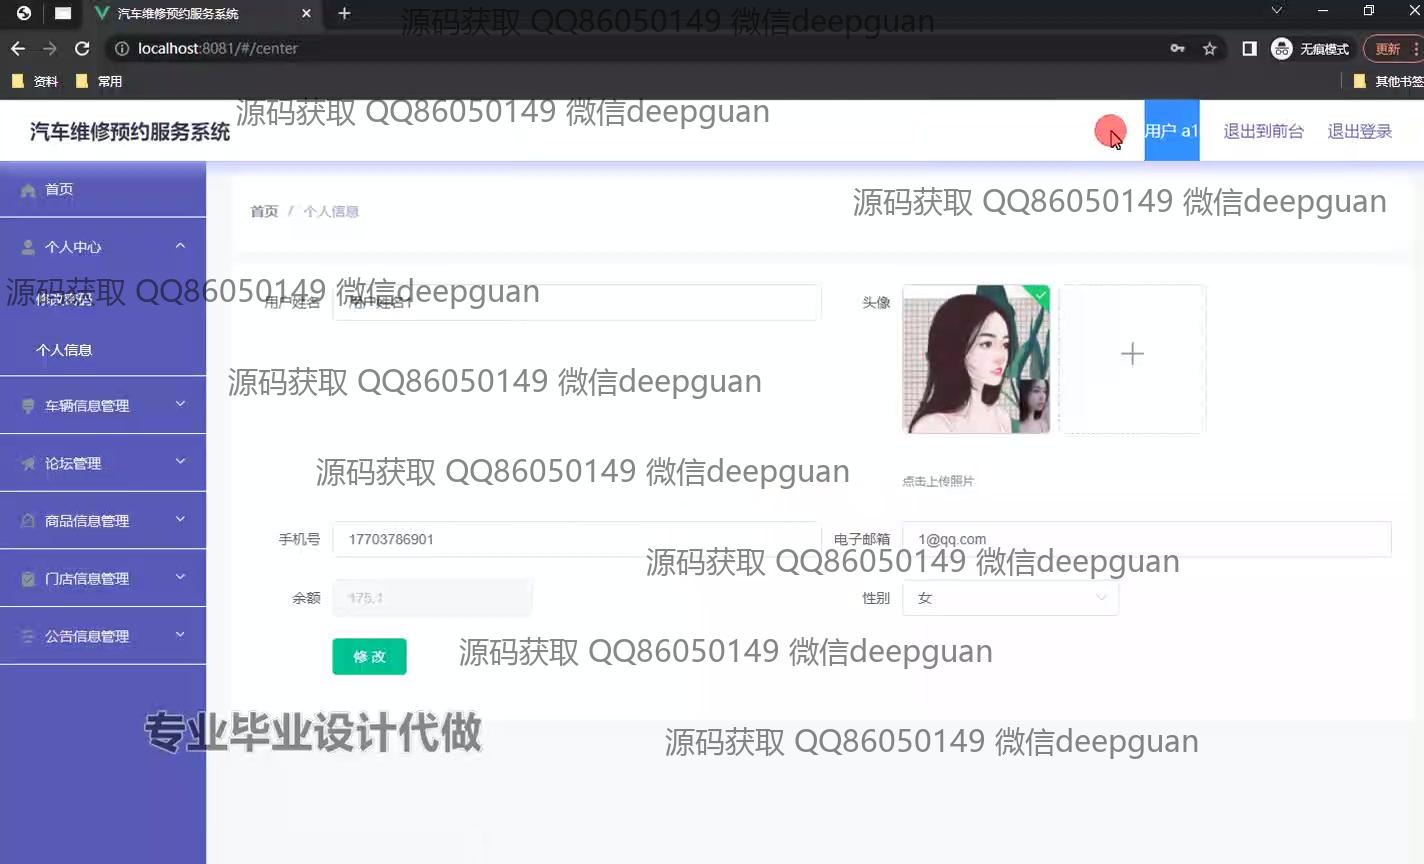 汽车维修预约服务系统
源码获取 QQ86050149 微信deepguan
localhost:8081/#/center
无痕模式
更新
资料
常用
其他书签
源码获取 QQ86050149 微信deepguan
汽车维修预约服务系统
用户 a1
退出到前台
退出登录
首页
首页 / 个人信息
源码获取 QQ86050149 微信deepguan
个人中心
源码获取 QQ86050149 微信deepguan
修改密码
用户姓名
用户姓名1
头像
个人信息
源码获取 QQ86050149 微信deepguan
车辆信息管理
论坛管理
源码获取 QQ86050149 微信deepguan
点击上传照片
商品信息管理
手机号
17703786901
电子邮箱
1@qq.com
源码获取 QQ86050149 微信deepguan
门店信息管理
余额
175.1
性别
女
公告信息管理
修改
源码获取 QQ86050149 微信deepguan
专业毕业设计代做
源码获取 QQ86050149 微信deepguan